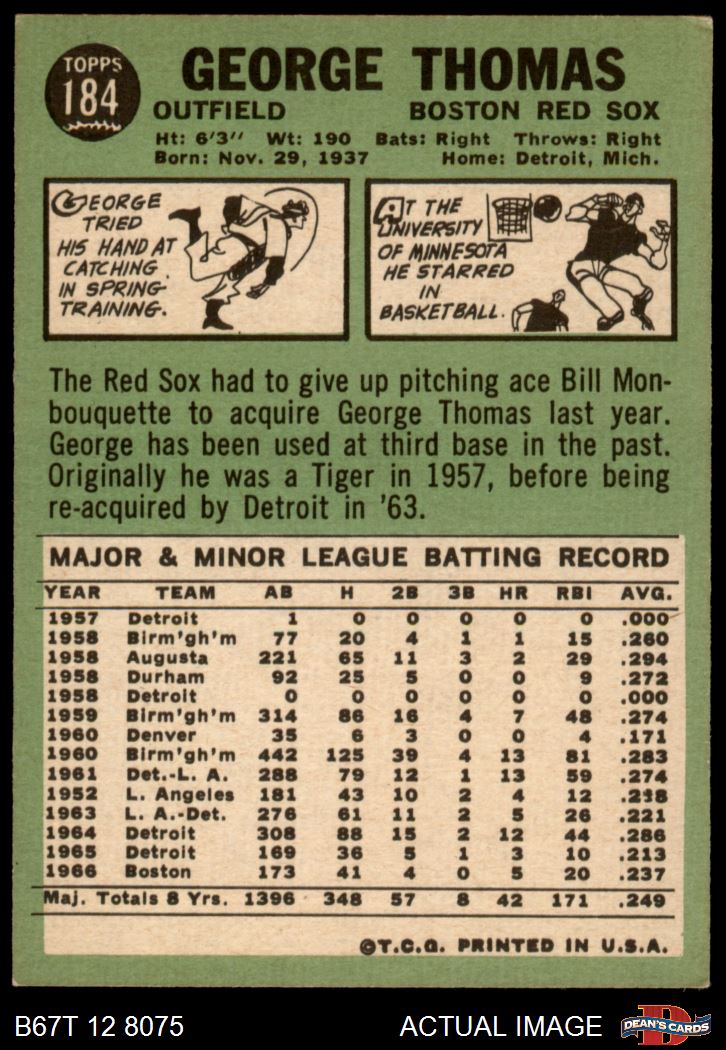 TOPPS
184
GEORGE THOMAS
OUTFIELD BOSTON RED SOX
Ht: 6'3" Wt: 190 Bats: Right Throws: Right
Born: Nov. 29, 1937 Home: Detroit, Mich.
GEORGE
TRIED
HIS HAND AT
CATCHING
IN SPRING
TRAINING.
AT THE
UNIVERSITY
OF MINNESOTA
HE STARRED
IN
BASKETBALL.
The Red Sox had to give up pitching ace Bill Mon-
bouquette to acquire George Thomas last year.
George has been used at third base in the past.
Originally he was a Tiger in 1957, before being
re-acquired by Detroit in '63.
MAJOR & MINOR LEAGUE BATTING RECORD
YEAR TEAM AB H 2B 3B HR RBI AVG.
1957 Detroit 1 0 0 0 0 0 .000
1958 Birm'gh'm 77 20 4 1 1 15 .260
1958 Augusta 221 65 11 3 2 29 .294
1958 Durham 92 25 5 0 0 9 .272
1958 Detroit 0 0 0 0 0 0 .000
1959 Birm'gh'm 314 86 16 4 7 48 .274
1960 Denver 35 6 3 0 0 4 .171
1960 Birm'gh'm 442 125 39 4 13 81 .283
1961 Det.-L. A. 288 79 12 1 13 59 .274
1952 L. Angeles 181 43 10 2 4 12 .238
1963 L. A.-Det. 276 61 11 2 5 26 .221
1964 Detroit 308 88 15 2 12 44 .286
1965 Detroit 169 36 5 1 3 10 .213
1966 Boston 173 41 4 0 5 20 .237
Maj. Totals 8 Yrs. 1396 348 57 8 42 171 .249
©T.C.G. PRINTED IN U.S.A.
B67T 12 8075 ACTUAL IMAGE
D
DEAN'S CARDS